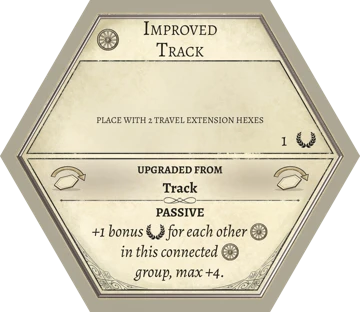 IMPROVED
TRACK
PLACE WITH 2 TRAVEL EXTENSION HEXES
1
UPGRADED FROM
Track
PASSIVE
+1 bonus for each other
in this connected
group, max +4.